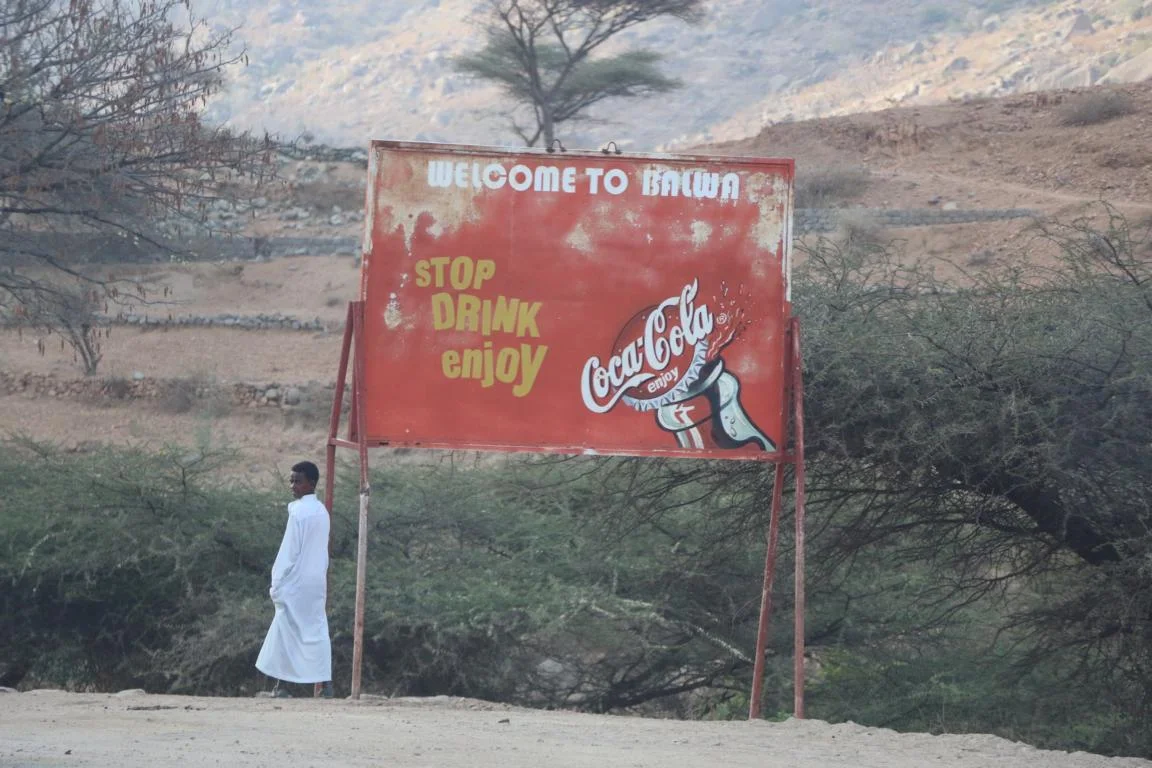 WELCOME TO BALWA
STOP
DRINK
enjoy
Coca-Cola ®
enjoy